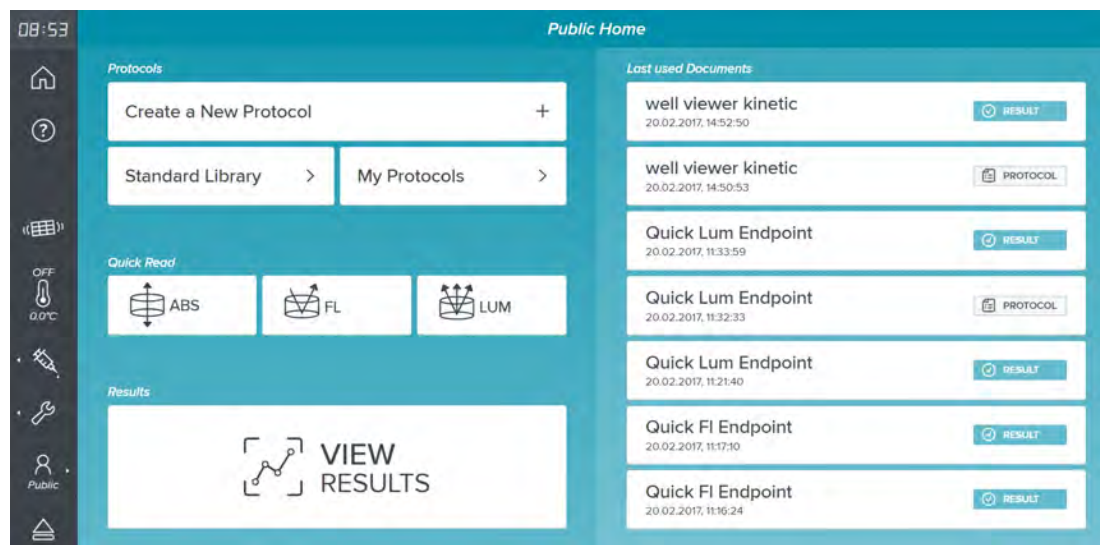 08:53
Public Home
OFF
0.0°C
Public
Protocols
Create a New Protocol +
Standard Library >
My Protocols >
Quick Read
ABS
FL
LUM
Results
VIEW
RESULTS
Last used Documents
well viewer kinetic
RESULT
20.02.2017, 14:52:50
well viewer kinetic
PROTOCOL
20.02.2017, 14:50:53
Quick Lum Endpoint
RESULT
20.02.2017, 11:33:59
Quick Lum Endpoint
PROTOCOL
20.02.2017, 11:32:33
Quick Lum Endpoint
RESULT
20.02.2017, 11:21:40
Quick Fl Endpoint
RESULT
20.02.2017, 11:17:10
Quick Fl Endpoint
RESULT
20.02.2017, 11:16:24